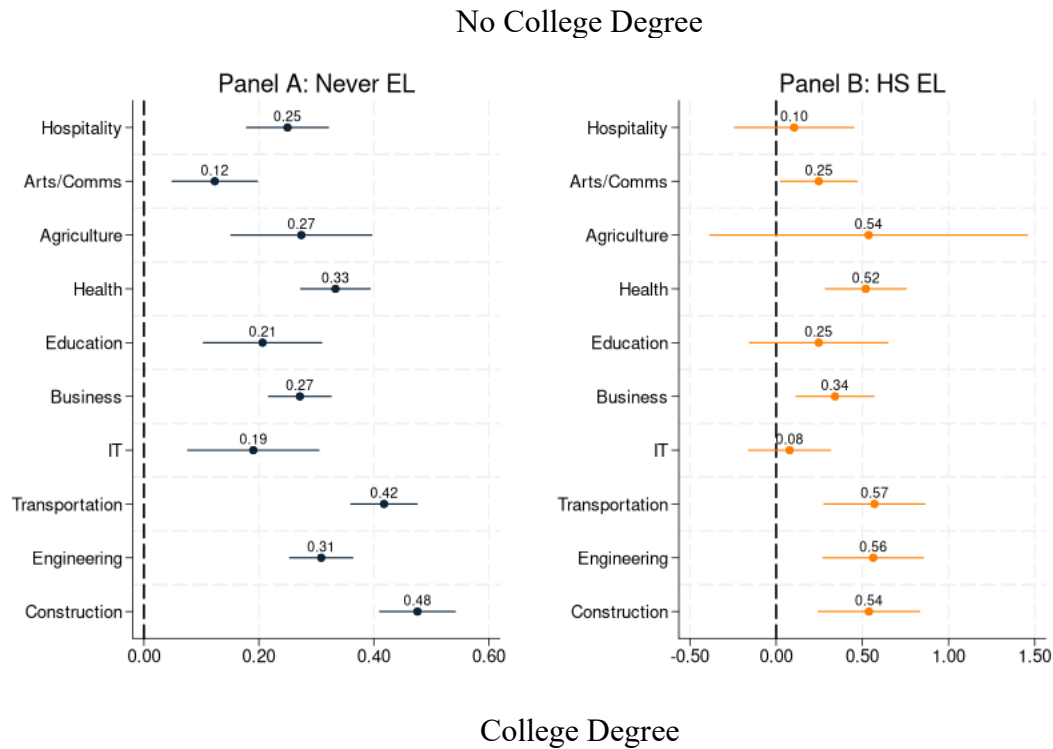 No College Degree
Panel A: Never EL
Hospitality 0.25
Arts/Comms 0.12
Agriculture 0.27
Health 0.33
Education 0.21
Business 0.27
IT 0.19
Transportation 0.42
Engineering 0.31
Construction 0.48
0.00 0.20 0.40 0.60
Panel B: HS EL
Hospitality 0.10
Arts/Comms 0.25
Agriculture 0.54
Health 0.52
Education 0.25
Business 0.34
IT 0.08
Transportation 0.57
Engineering 0.56
Construction 0.54
-0.50 0.00 0.50 1.00 1.50
College Degree